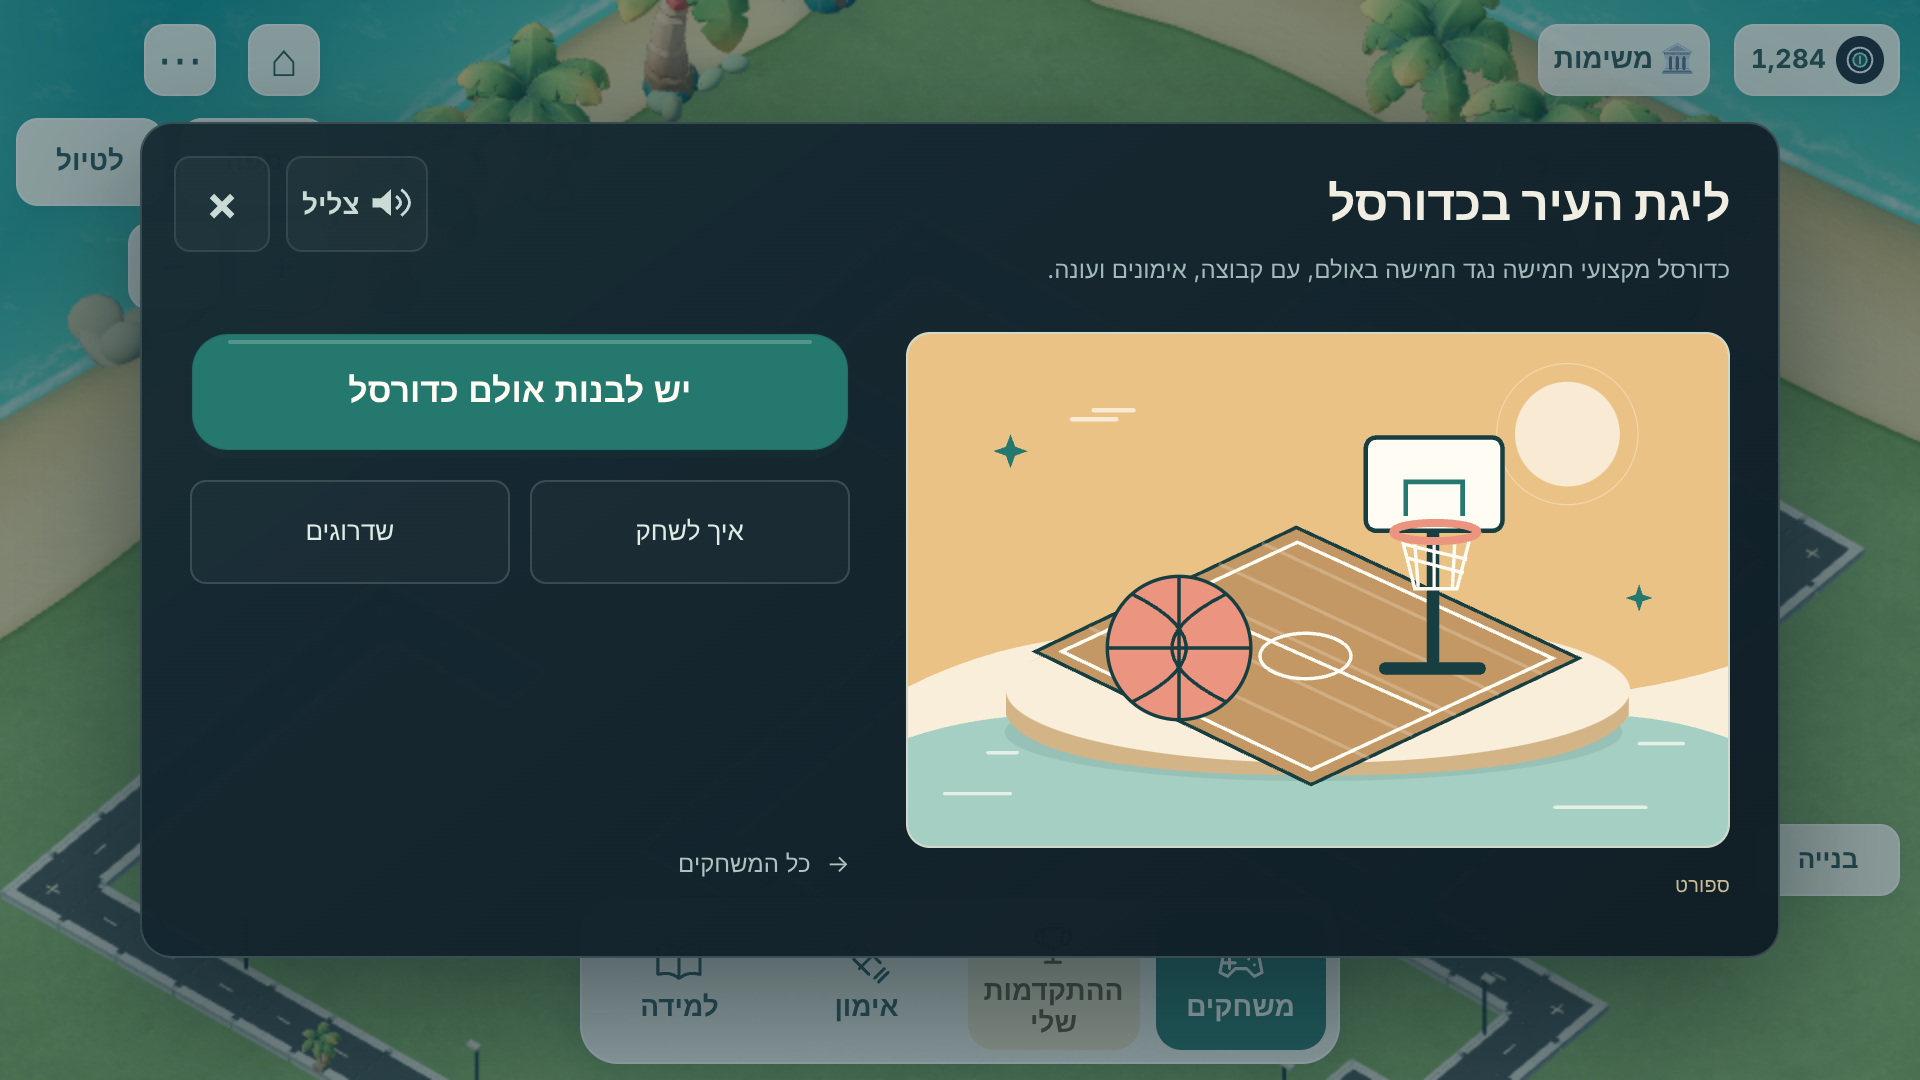 1,284
משימות
לטיול
ליגת העיר בכדורסל
צליל
כדורסל מקצועי חמישה נגד חמישה באולם, עם קבוצה, אימונים ועונה.
יש לבנות אולם כדורסל
איך לשחק
שדרוגים
כל המשחקים
ספורט
בנייה
משחקים
ההתקדמות
שלי
אימון
למידה